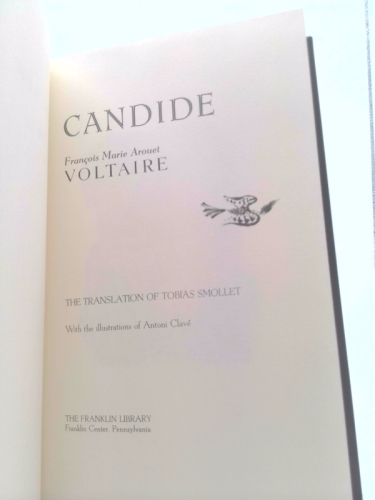 CANDIDE
François Marie Arouet
VOLTAIRE
THE TRANSLATION OF TOBIAS SMOLLET
With the illustrations of Antoni Clavé
THE FRANKLIN LIBRARY
Franklin Center, Pennsylvania